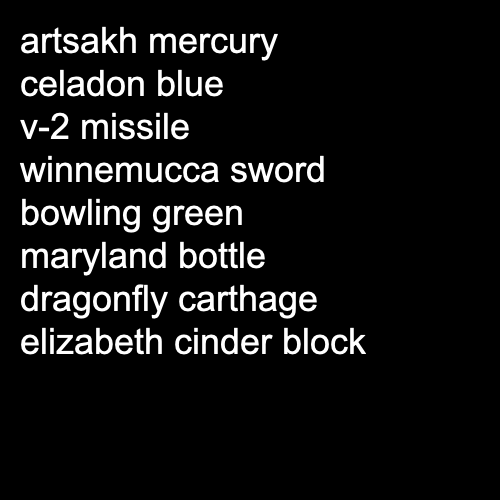 artsakh mercury
celadon blue
v-2 missile
winnemucca sword
bowling green
maryland bottle
dragonfly carthage
elizabeth cinder block